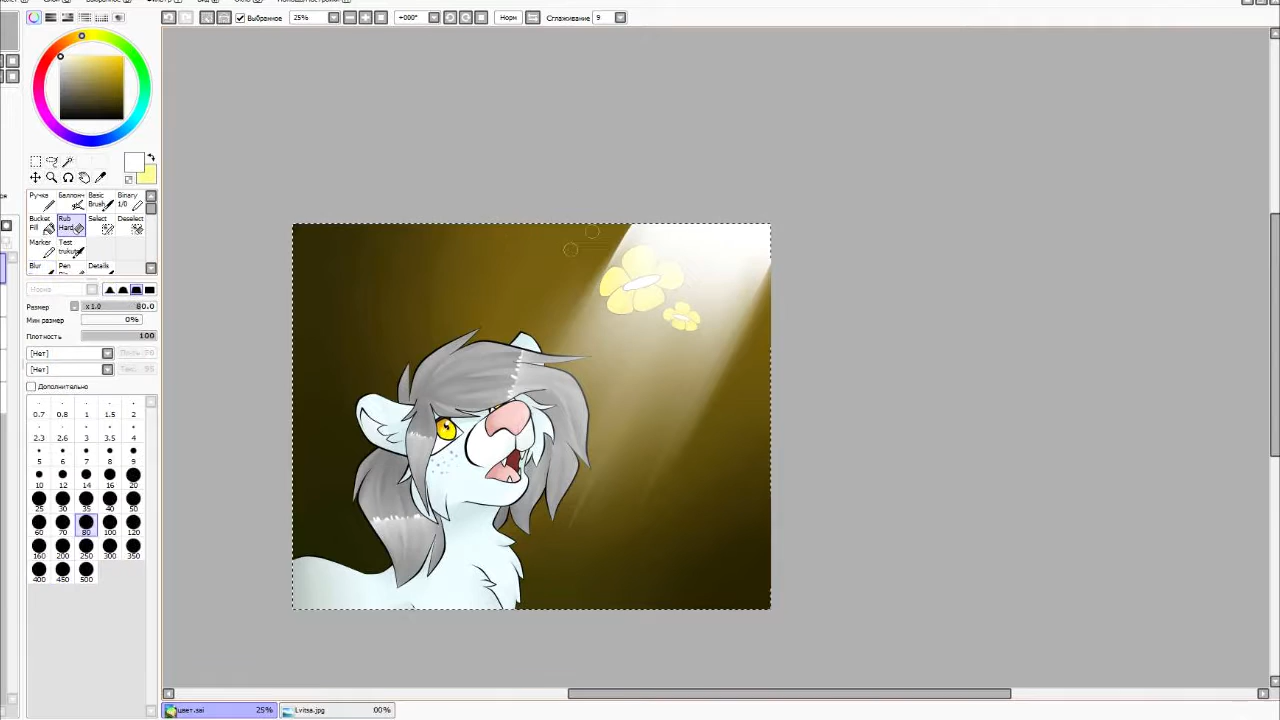 Выбранное 25% +000° Норм Сглаживание 9
Ручка Баллонч Basic Brush Binary 1/0
Bucket Fill Rub Hard Select Deselect
Marker Test trukut
Blur Pen Details
Норма
Размер x 1.0 80.0
Мин размер 0%
Плотность 100
[Нет]
[Нет]
Дополнительно
0.7 0.8 1 1.5 2
2.3 2.6 3 3.5 4
5 6 7 8 9
10 12 14 16 20
25 30 35 40 50
60 70 80 100 120
160 200 250 300 350
400 450 500
цвет.sai 25% Lvitsa.jpg 00%